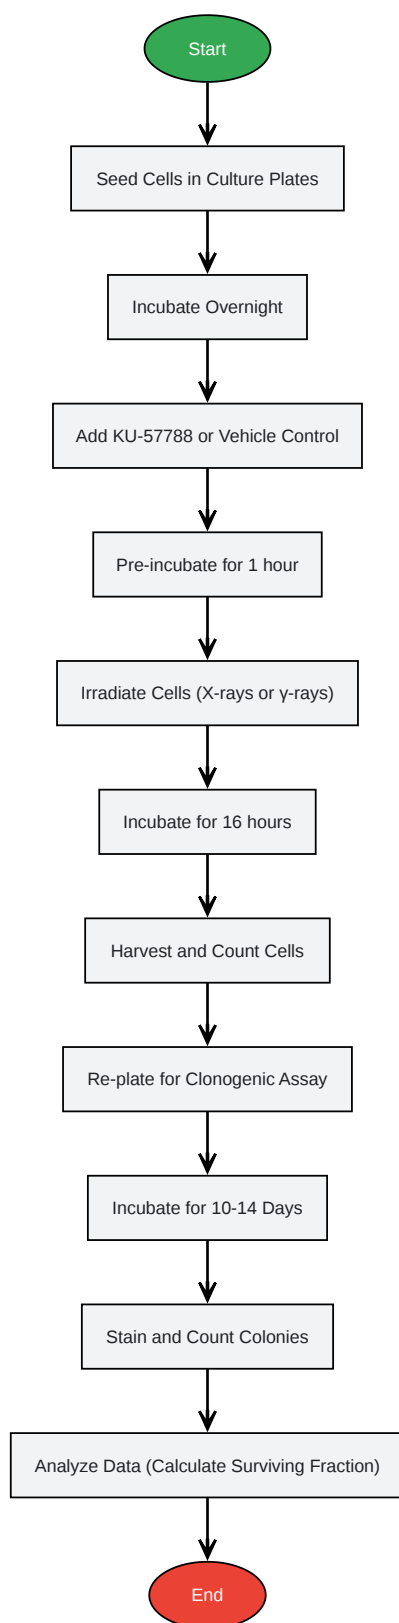 Start
Seed Cells in Culture Plates
Incubate Overnight
Add KU-57788 or Vehicle Control
Pre-incubate for 1 hour
Irradiate Cells (X-rays or γ-rays)
Incubate for 16 hours
Harvest and Count Cells
Re-plate for Clonogenic Assay
Incubate for 10-14 Days
Stain and Count Colonies
Analyze Data (Calculate Surviving Fraction)
End